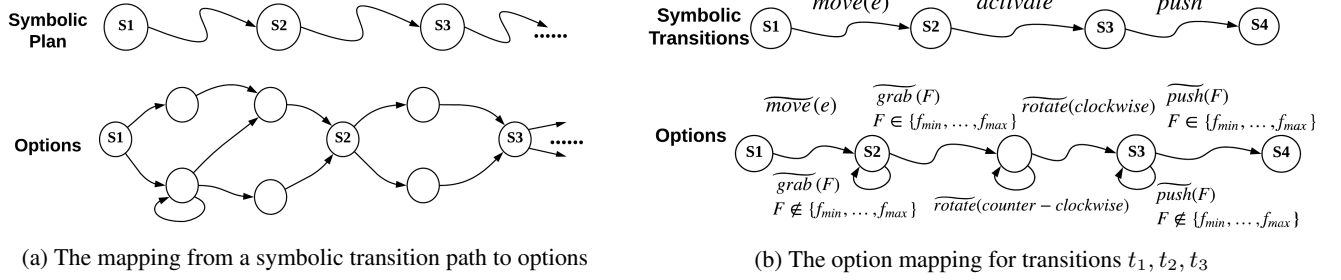 Symbolic
Plan
S1
S2
S3
......
Options
S1
S2
S3
......
(a) The mapping from a symbolic transition path to options
Symbolic
Transitions
move(e)
activate
push
S1
S2
S3
S4
Options
move(e)
grab(F)
F ∈ {fmin, …, fmax}
rotate(clockwise)
push(F)
F ∈ {fmin, …, fmax}
S1
S2
S3
S4
grab(F)
F ∉ {fmin, …, fmax}
rotate(counter − clockwise)
push(F)
F ∉ {fmin, …, fmax}
(b) The option mapping for transitions t1, t2, t3